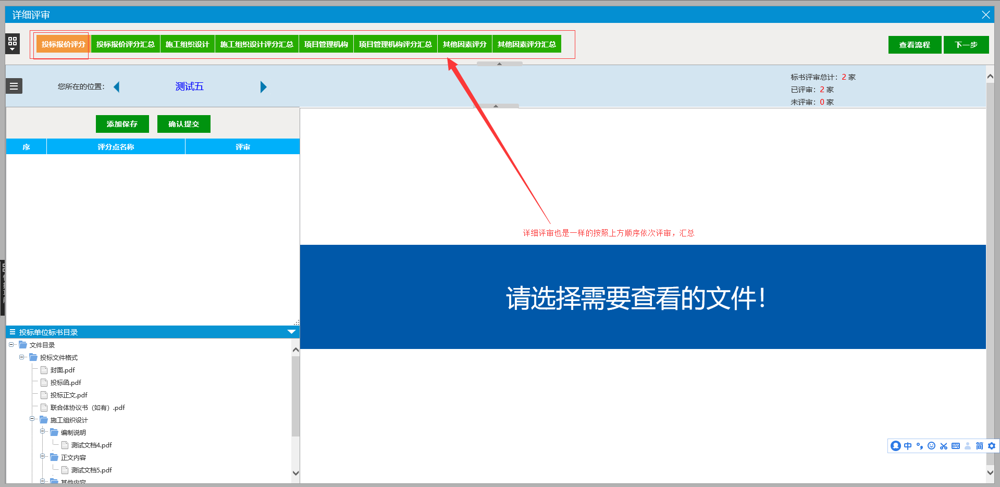 详细评审
投标报价评分 投标报价评分汇总 施工组织设计 施工组织设计评分汇总 项目管理机构 项目管理机构评分汇总 其他因素评分 其他因素评分汇总 查看流程 下一步
您所在的位置： 测试五
标书评审总计：2 家
已评审：2 家
未评审：0 家
添加保存 确认提交
序 评分点名称 评审
详细评审也是一样的按照上方顺序依次评审，汇总
请选择需要查看的文件！
投标单位标书目录
文件目录
投标文件格式
封面.pdf
投标函.pdf
投标正文.pdf
联合体协议书（如有）.pdf
施工组织设计
编制说明
测试文档4.pdf
正文内容
测试文档5.pdf
其他内容
中 简